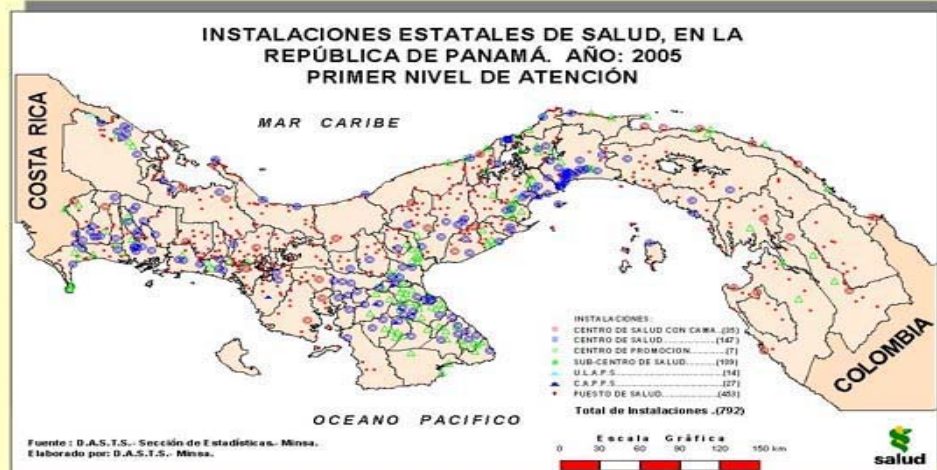 INSTALACIONES ESTATALES DE SALUD, EN LA
REPÚBLICA DE PANAMÁ. AÑO: 2005
PRIMER NIVEL DE ATENCIÓN
COSTA RICA
MAR CARIBE
COLOMBIA
OCEANO PACIFICO
INSTALACIONES:
CENTRO DE SALUD CON CAMA..(35)
CENTRO DE SALUD..............(147)
CENTRO DE PROMOCION.........(7)
SUB-CENTRO DE SALUD........(109)
U.L.A.P.S.......................(14)
C.A.P.P.S.......................(27)
PUESTO DE SALUD..............(453)
Total de Instalaciones .(792)
Fuente : D.A.S.T.S.- Sección de Estadísticas.- Minsa.
Elaborado por: D.A.S.T.S.- Minsa.
Escala Gráfica
0 30 60 90 120 150 km
salud